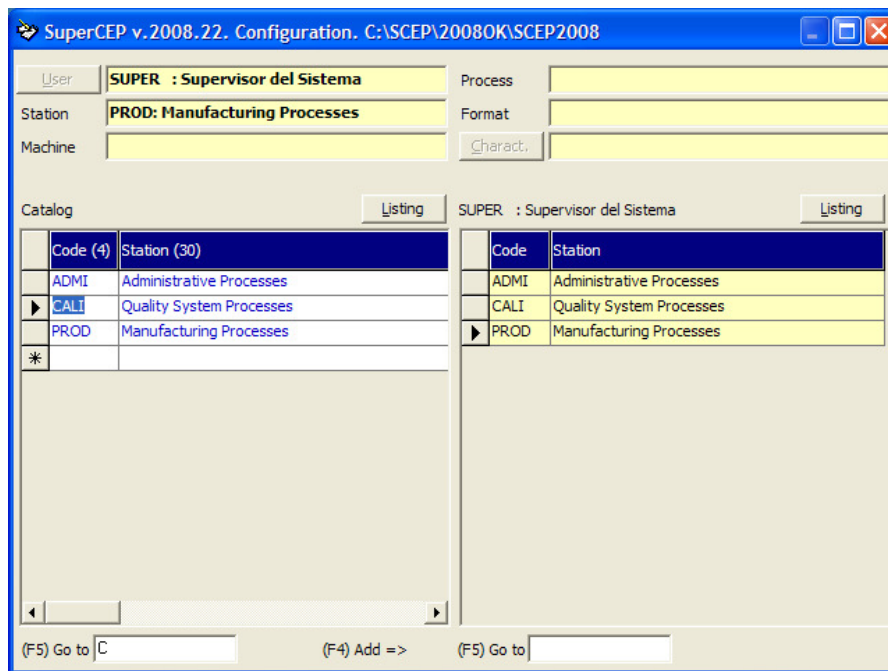 SuperCEP v.2008.22. Configuration. C:\SCEP\2008OK\SCEP2008
User SUPER : Supervisor del Sistema Process
Station PROD: Manufacturing Processes Format
Machine Charact.
Catalog Listing SUPER : Supervisor del Sistema Listing
Code (4) Station (30) Code Station
ADMI Administrative Processes ADMI Administrative Processes
CALI Quality System Processes CALI Quality System Processes
PROD Manufacturing Processes PROD Manufacturing Processes
(F5) Go to C (F4) Add => (F5) Go to